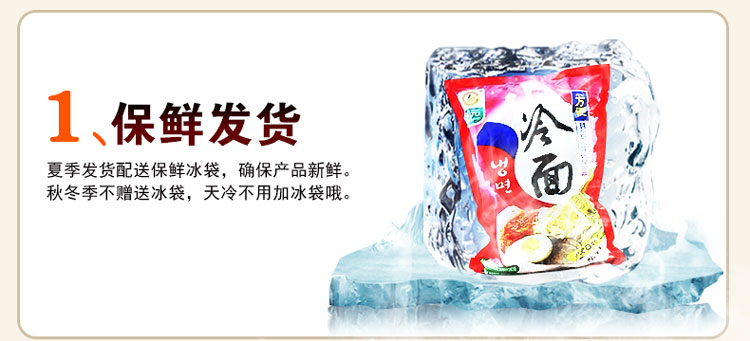 1、保鲜发货
夏季发货配送保鲜冰袋，确保产品新鲜。
秋冬季不赠送冰袋，天冷不用加冰袋哦。
冷面
냉면